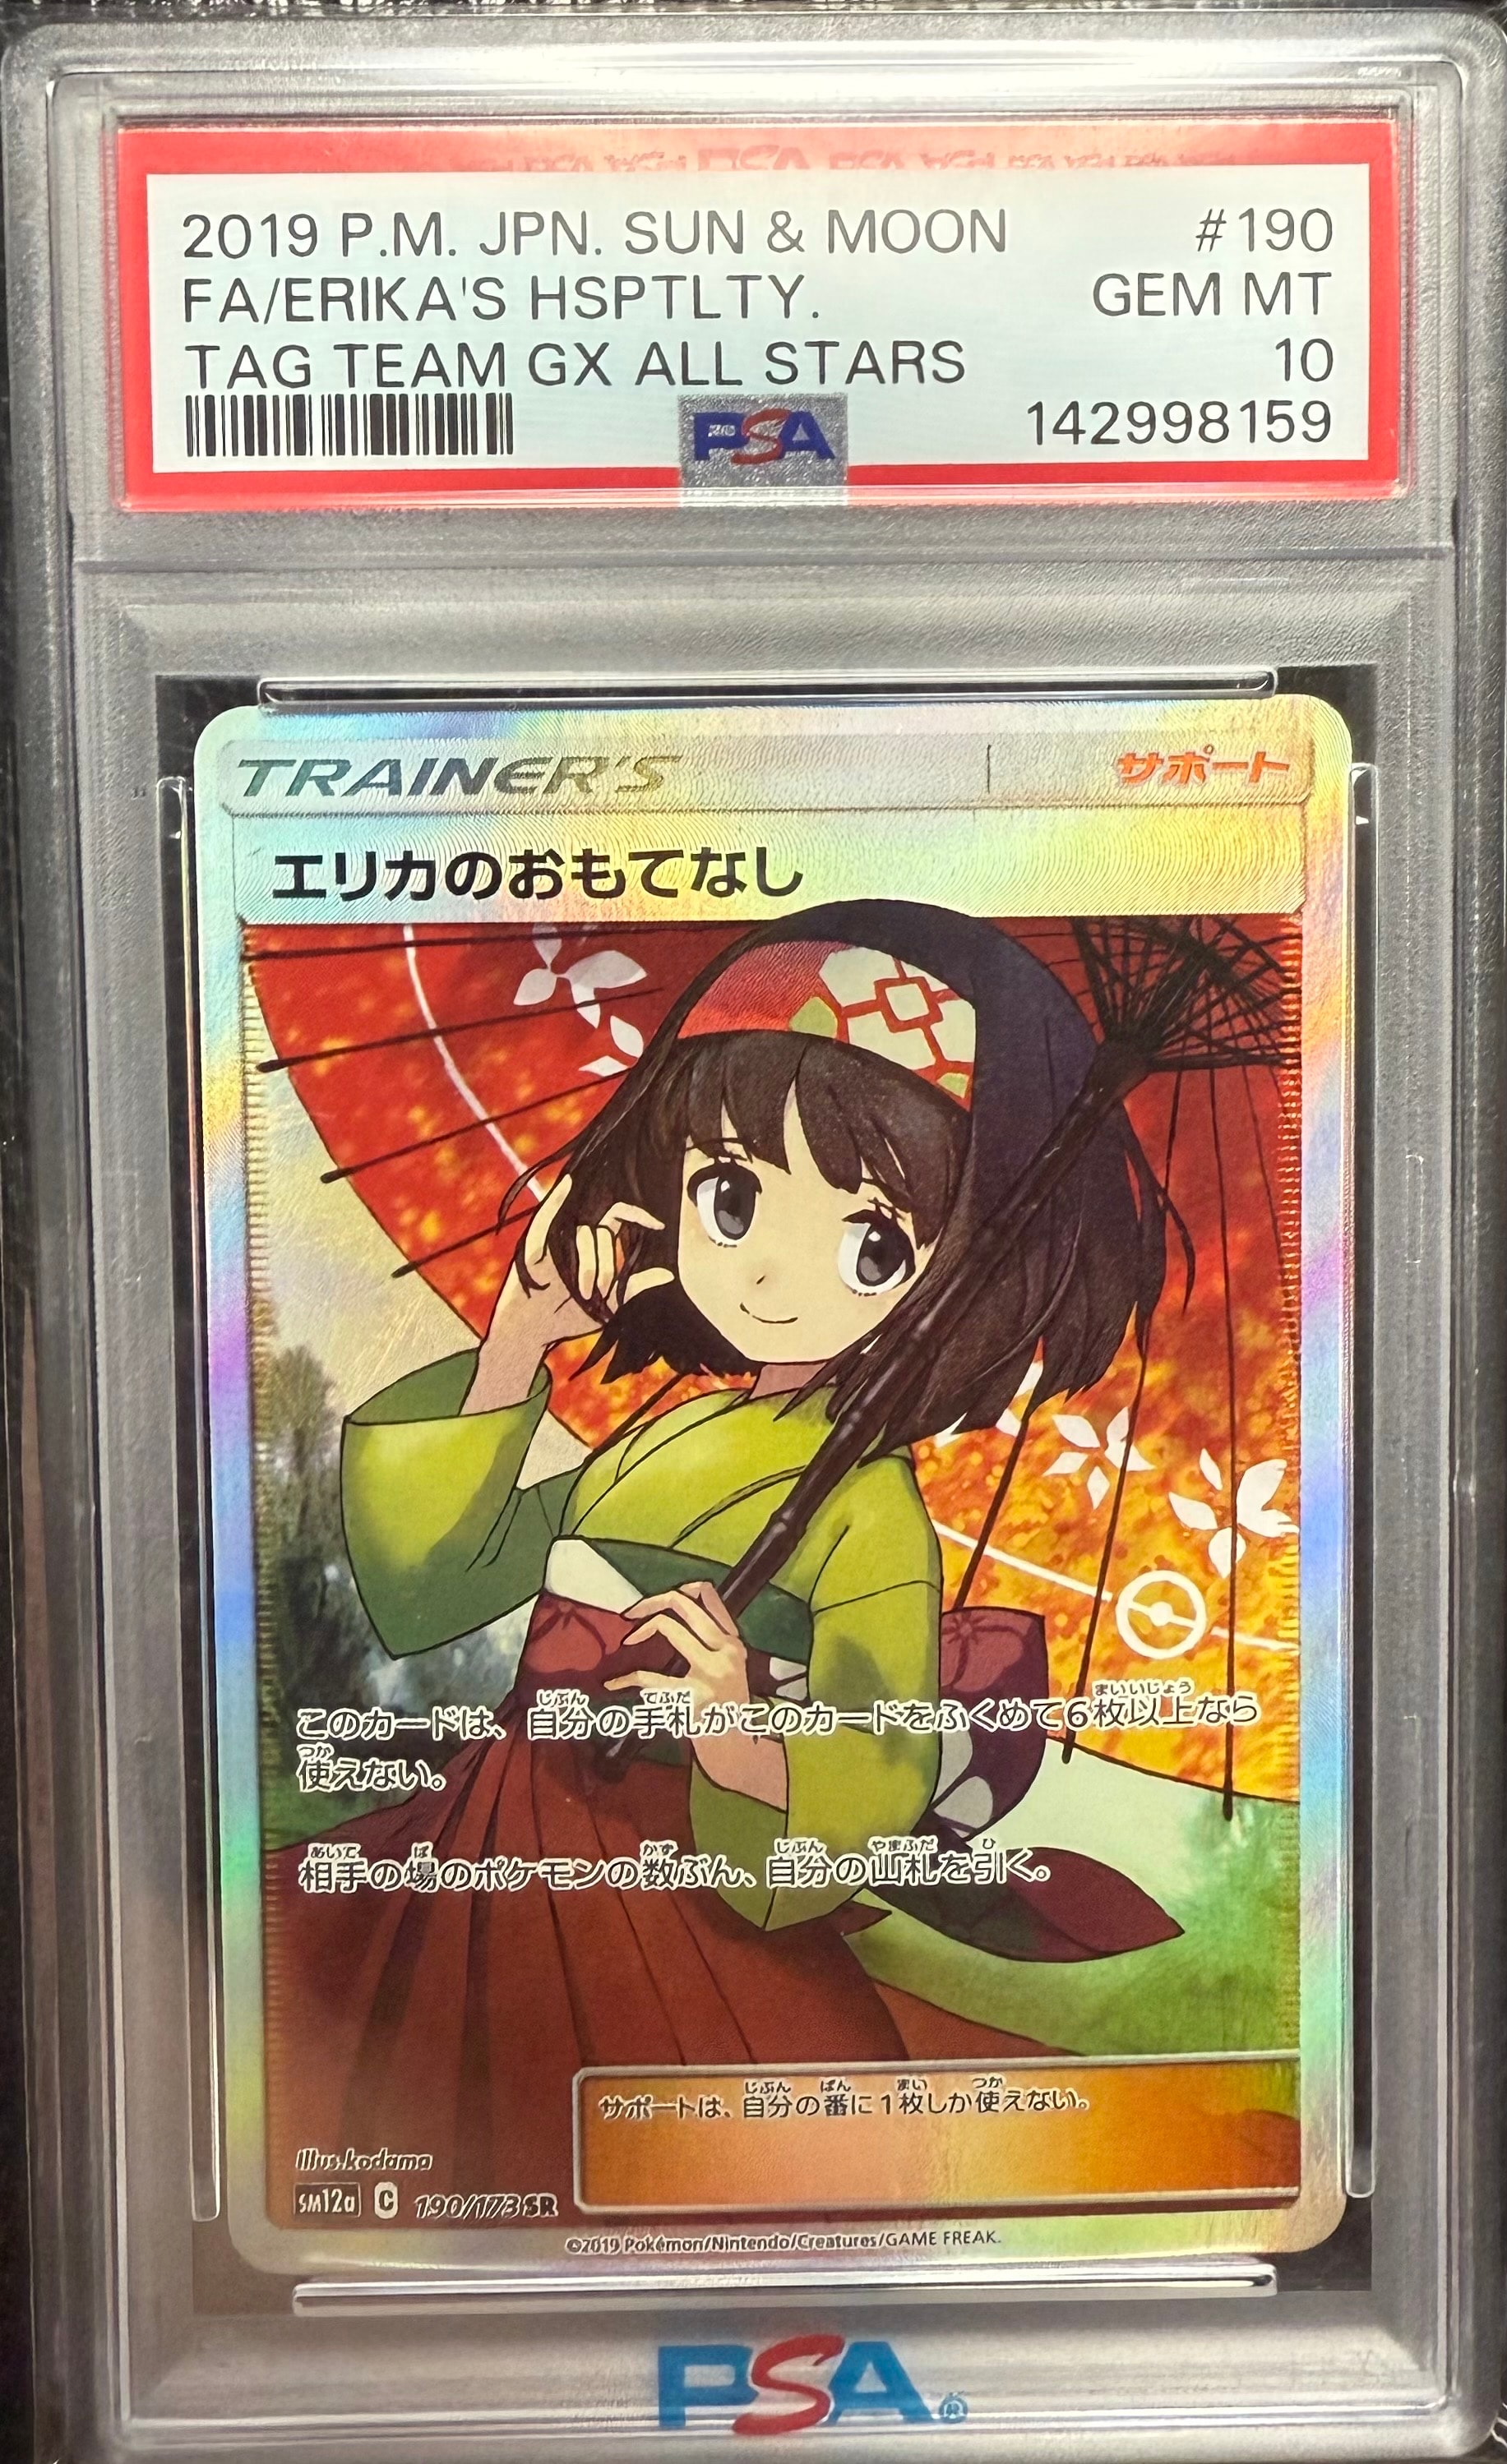 2019 P.M. JPN. SUN & MOON #190
FA/ERIKA'S HSPTLTY. GEM MT
TAG TEAM GX ALL STARS 10
PSA 142998159
TRAINER'S サポート
エリカのおもてなし
このカードは、自分の手札がこのカードをふくめて6枚以上なら
使えない。
相手の場のポケモンの数ぶん、自分の山札を引く。
サポートは、自分の番に1枚しか使えない。
Illus.kodama
SM12a C 190/173 SR
©2019 Pokémon/Nintendo/Creatures/GAME FREAK.
PSA